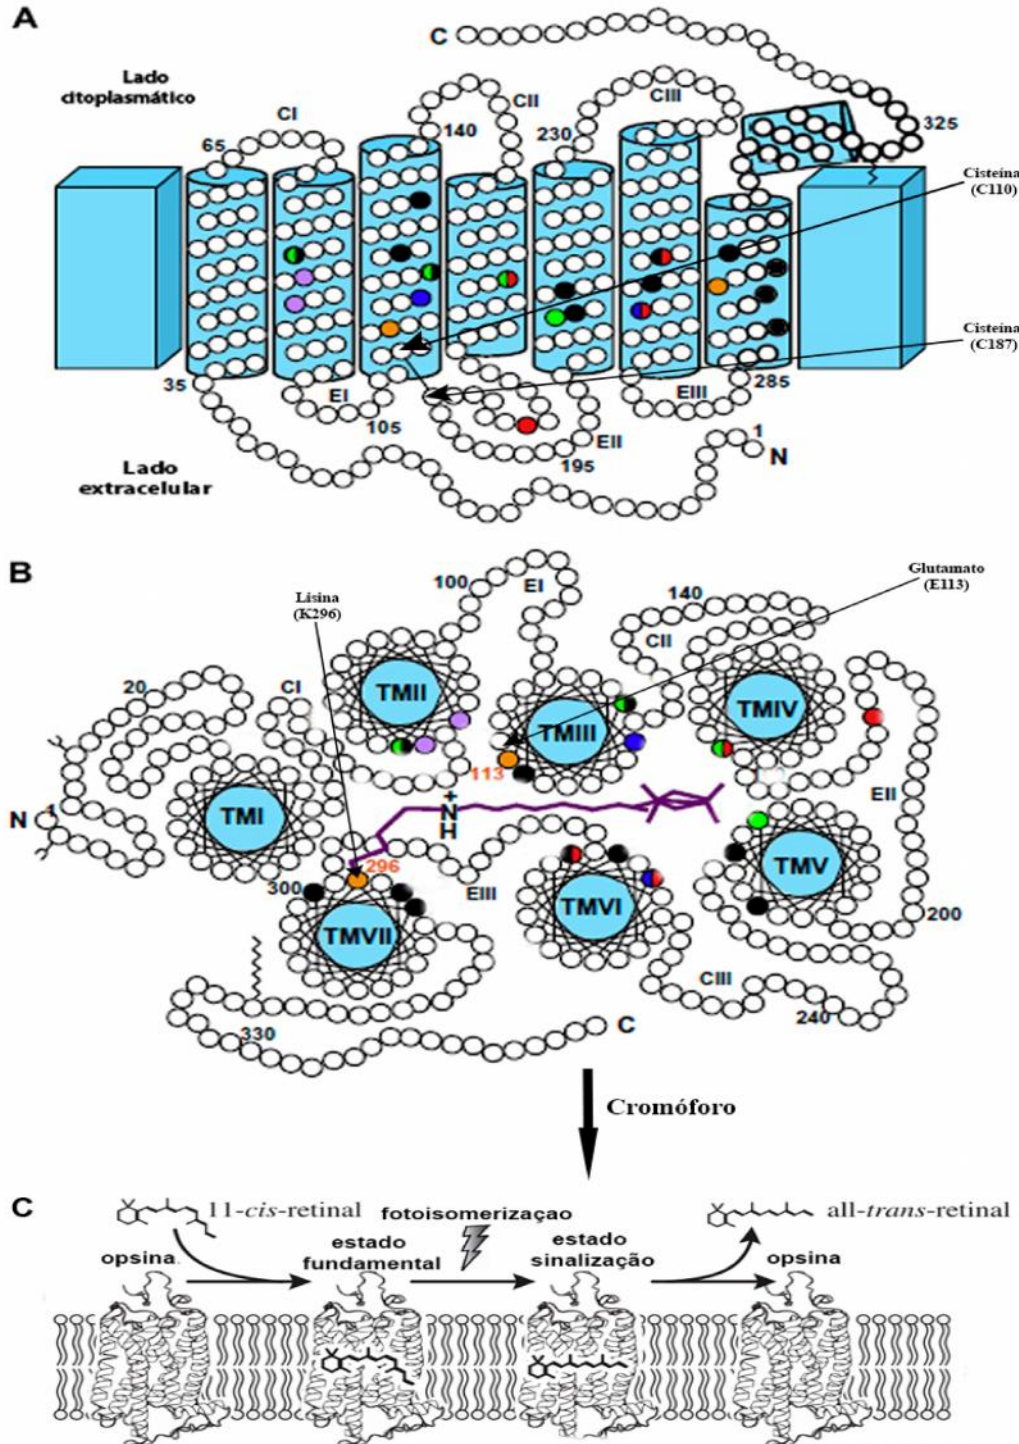 A
C
Lado
citoplasmático
CI
CII
CIII
65
140
230
325
Cisteína
(C110)
Cisteína
(C187)
35
EI
105
EII
195
EIII
285
1
N
Lado
extracelular
B
100
EI
Glutamato
(E113)
Lisina
(K296)
140
CII
20
CI
TMII
TMIII
TMIV
113
N
1
TMI
+
N
H
EII
296
300
EIII
TMV
TMVI
TMVII
200
CIII
240
330
C
Cromóforo
C
11-cis-retinal
fotoisomerizaçao
all-trans-retinal
opsina.
estado
fundamental
estado
sinalização
opsina